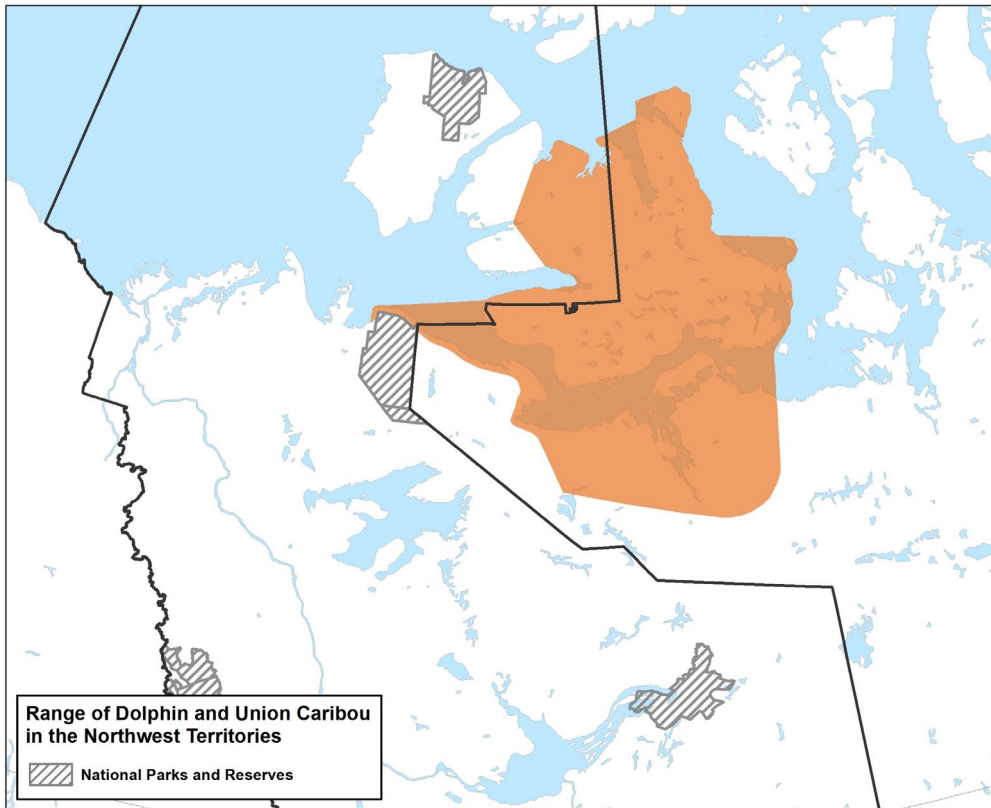 Range of Dolphin and Union Caribou
in the Northwest Territories
National Parks and Reserves